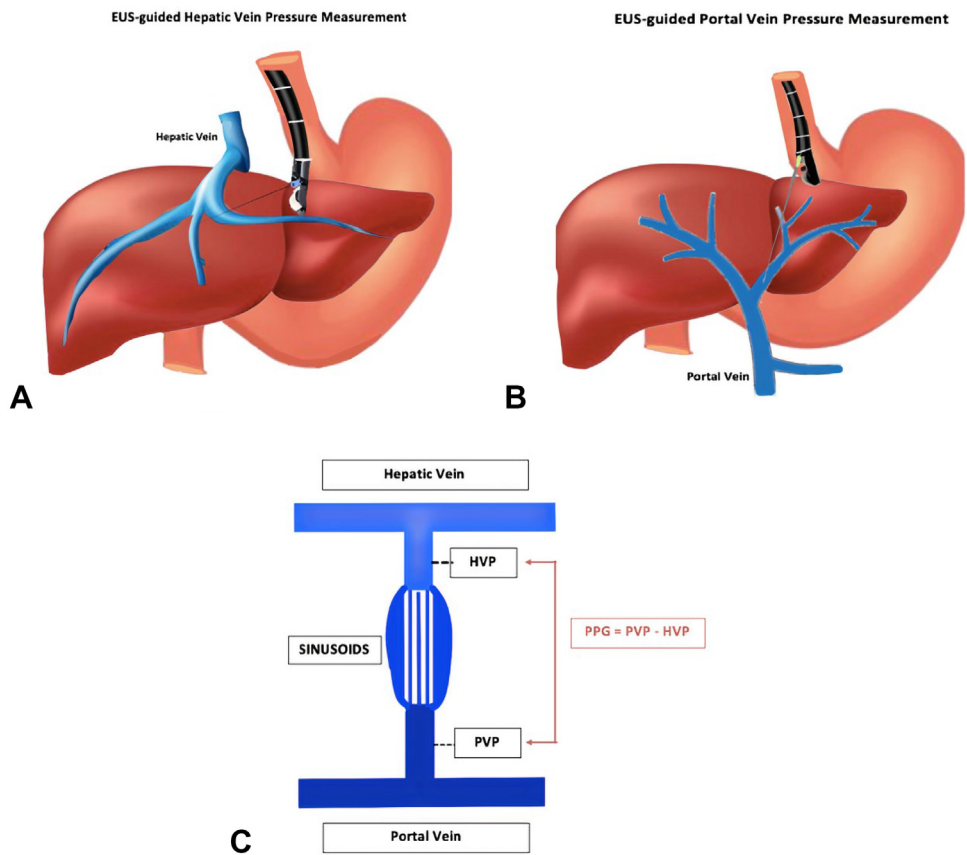 EUS-guided Hepatic Vein Pressure Measurement
EUS-guided Portal Vein Pressure Measurement
Hepatic Vein
Portal Vein
A
B
Hepatic Vein
HVP
PPG = PVP - HVP
SINUSOIDS
PVP
Portal Vein
C